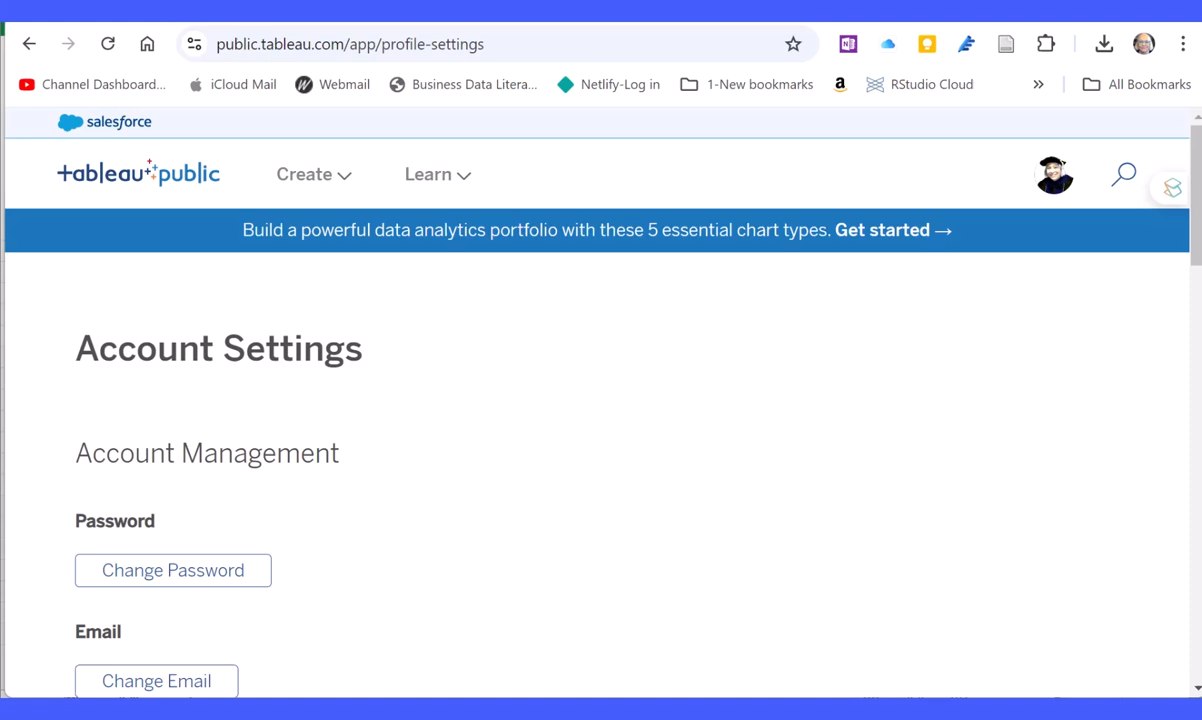 public.tableau.com/app/profile-settings
Channel Dashboard... iCloud Mail Webmail Business Data Litera... Netlify-Log in 1-New bookmarks RStudio Cloud » All Bookmarks
salesforce
tableau public Create Learn
Build a powerful data analytics portfolio with these 5 essential chart types. Get started →
Account Settings
Account Management
Password
Change Password
Email
Change Email